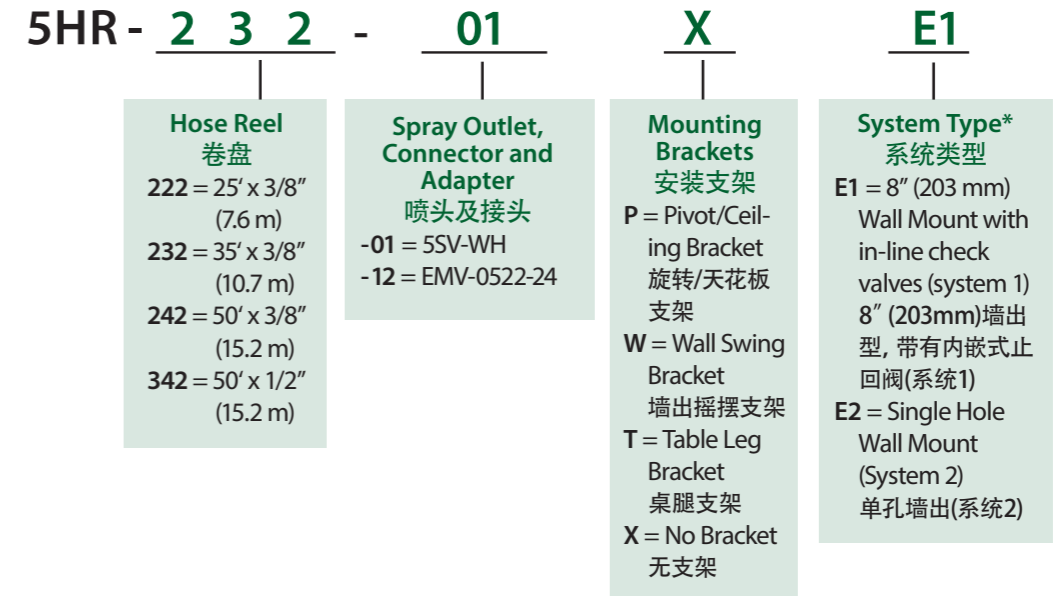 5HR - 2 3 2 - 01 X E1
Hose Reel
卷盘
222 = 25‘ x 3/8”
(7.6 m)
232 = 35‘ x 3/8”
(10.7 m)
242 = 50‘ x 3/8”
(15.2 m)
342 = 50‘ x 1/2”
(15.2 m)
Spray Outlet,
Connector and
Adapter
喷头及接头
-01 = 5SV-WH
-12 = EMV-0522-24
Mounting
Brackets
安装支架
P = Pivot/Ceil-
ing Bracket
旋转/天花板
支架
W = Wall Swing
Bracket
墙出摇摆支架
T = Table Leg
Bracket
桌腿支架
X = No Bracket
无支架
System Type*
系统类型
E1 = 8” (203 mm)
Wall Mount with
in-line check
valves (system 1)
8” (203mm)墙出
型, 带有内嵌式止
回阀(系统1)
E2 = Single Hole
Wall Mount
(System 2)
单孔墙出(系统2)